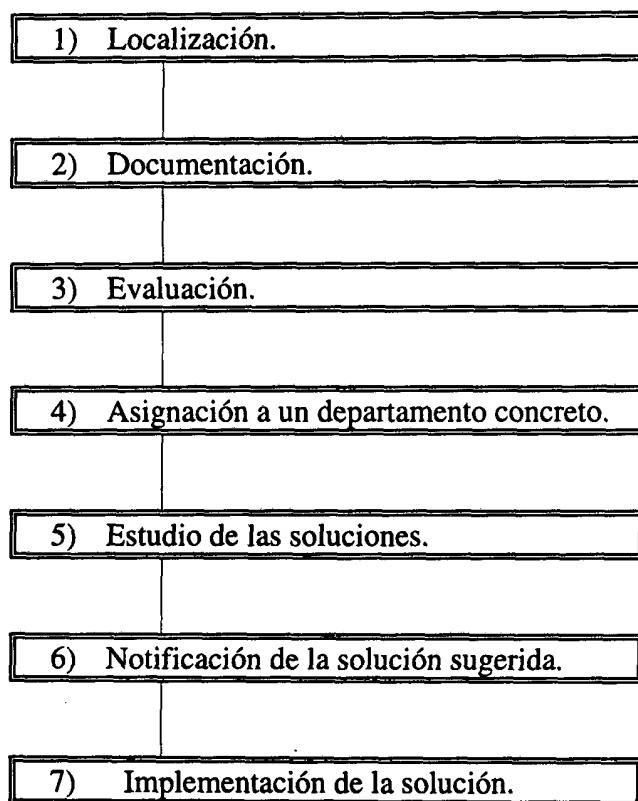 1) Localización.
2) Documentación.
3) Evaluación.
4) Asignación a un departamento concreto.
5) Estudio de las soluciones.
6) Notificación de la solución sugerida.
7) Implementación de la solución.